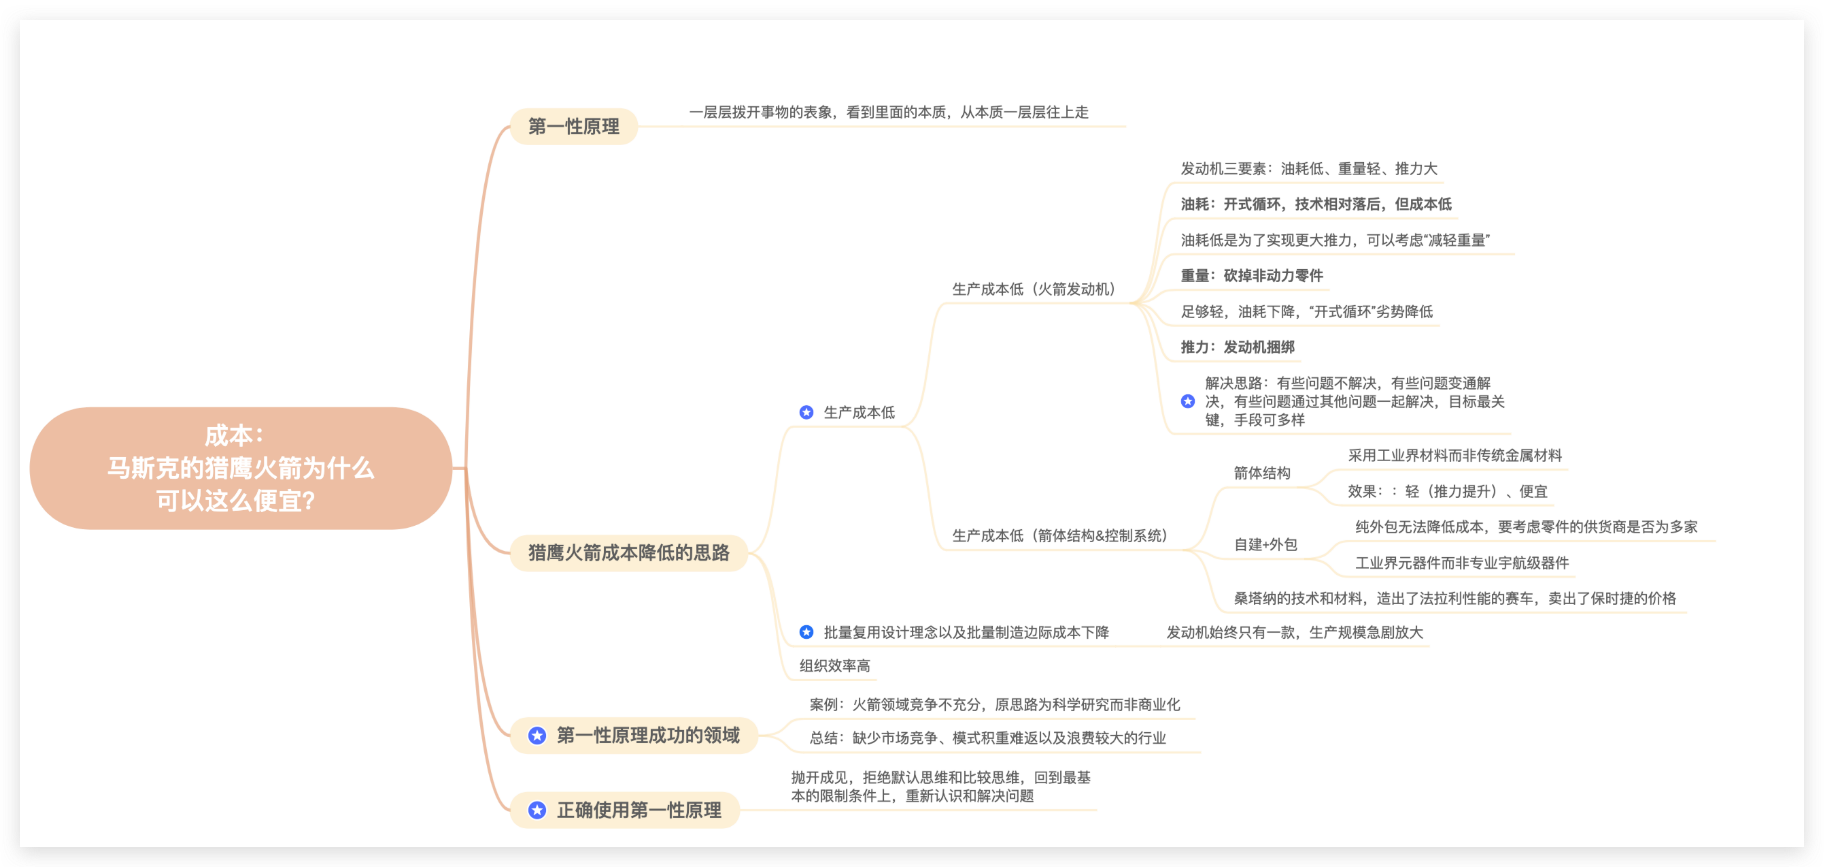 成本：
马斯克的猎鹰火箭为什么
可以这么便宜？
第一性原理
一层层拨开事物的表象，看到里面的本质，从本质一层层往上走
猎鹰火箭成本降低的思路
生产成本低
生产成本低（火箭发动机）
发动机三要素：油耗低、重量轻、推力大
油耗：开式循环，技术相对落后，但成本低
油耗低是为了实现更大推力，可以考虑“减轻重量”
重量：砍掉非动力零件
足够轻，油耗下降，“开式循环”劣势降低
推力：发动机捆绑
解决思路：有些问题不解决，有些问题变通解
决，有些问题通过其他问题一起解决，目标最关
键，手段可多样
生产成本低（箭体结构&控制系统）
箭体结构
采用工业界材料而非传统金属材料
效果：：轻（推力提升）、便宜
自建+外包
纯外包无法降低成本，要考虑零件的供货商是否为多家
工业界元器件而非专业宇航级器件
桑塔纳的技术和材料，造出了法拉利性能的赛车，卖出了保时捷的价格
批量复用设计理念以及批量制造边际成本下降
发动机始终只有一款，生产规模急剧放大
组织效率高
第一性原理成功的领域
案例：火箭领域竞争不充分，原思路为科学研究而非商业化
总结：缺少市场竞争、模式积重难返以及浪费较大的行业
正确使用第一性原理
抛开成见，拒绝默认思维和比较思维，回到最基
本的限制条件上，重新认识和解决问题